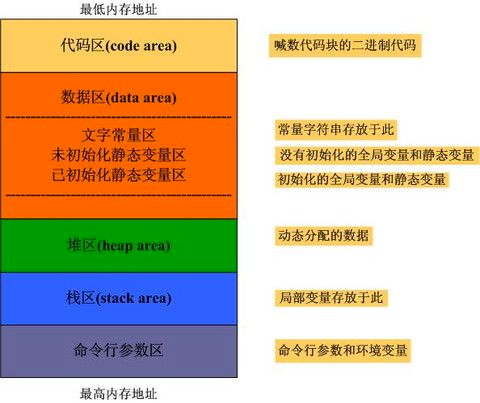 最低内存地址
代码区(code area)
喊数代码块的二进制代码
数据区(data area)
文字常量区
常量字符串存放于此
未初始化静态变量区
没有初始化的全局变量和静态变量
已初始化静态变量区
初始化的全局变量和静态变量
堆区(heap area)
动态分配的数据
栈区(stack area)
局部变量存放于此
命令行参数区
命令行参数和环境变量
最高内存地址